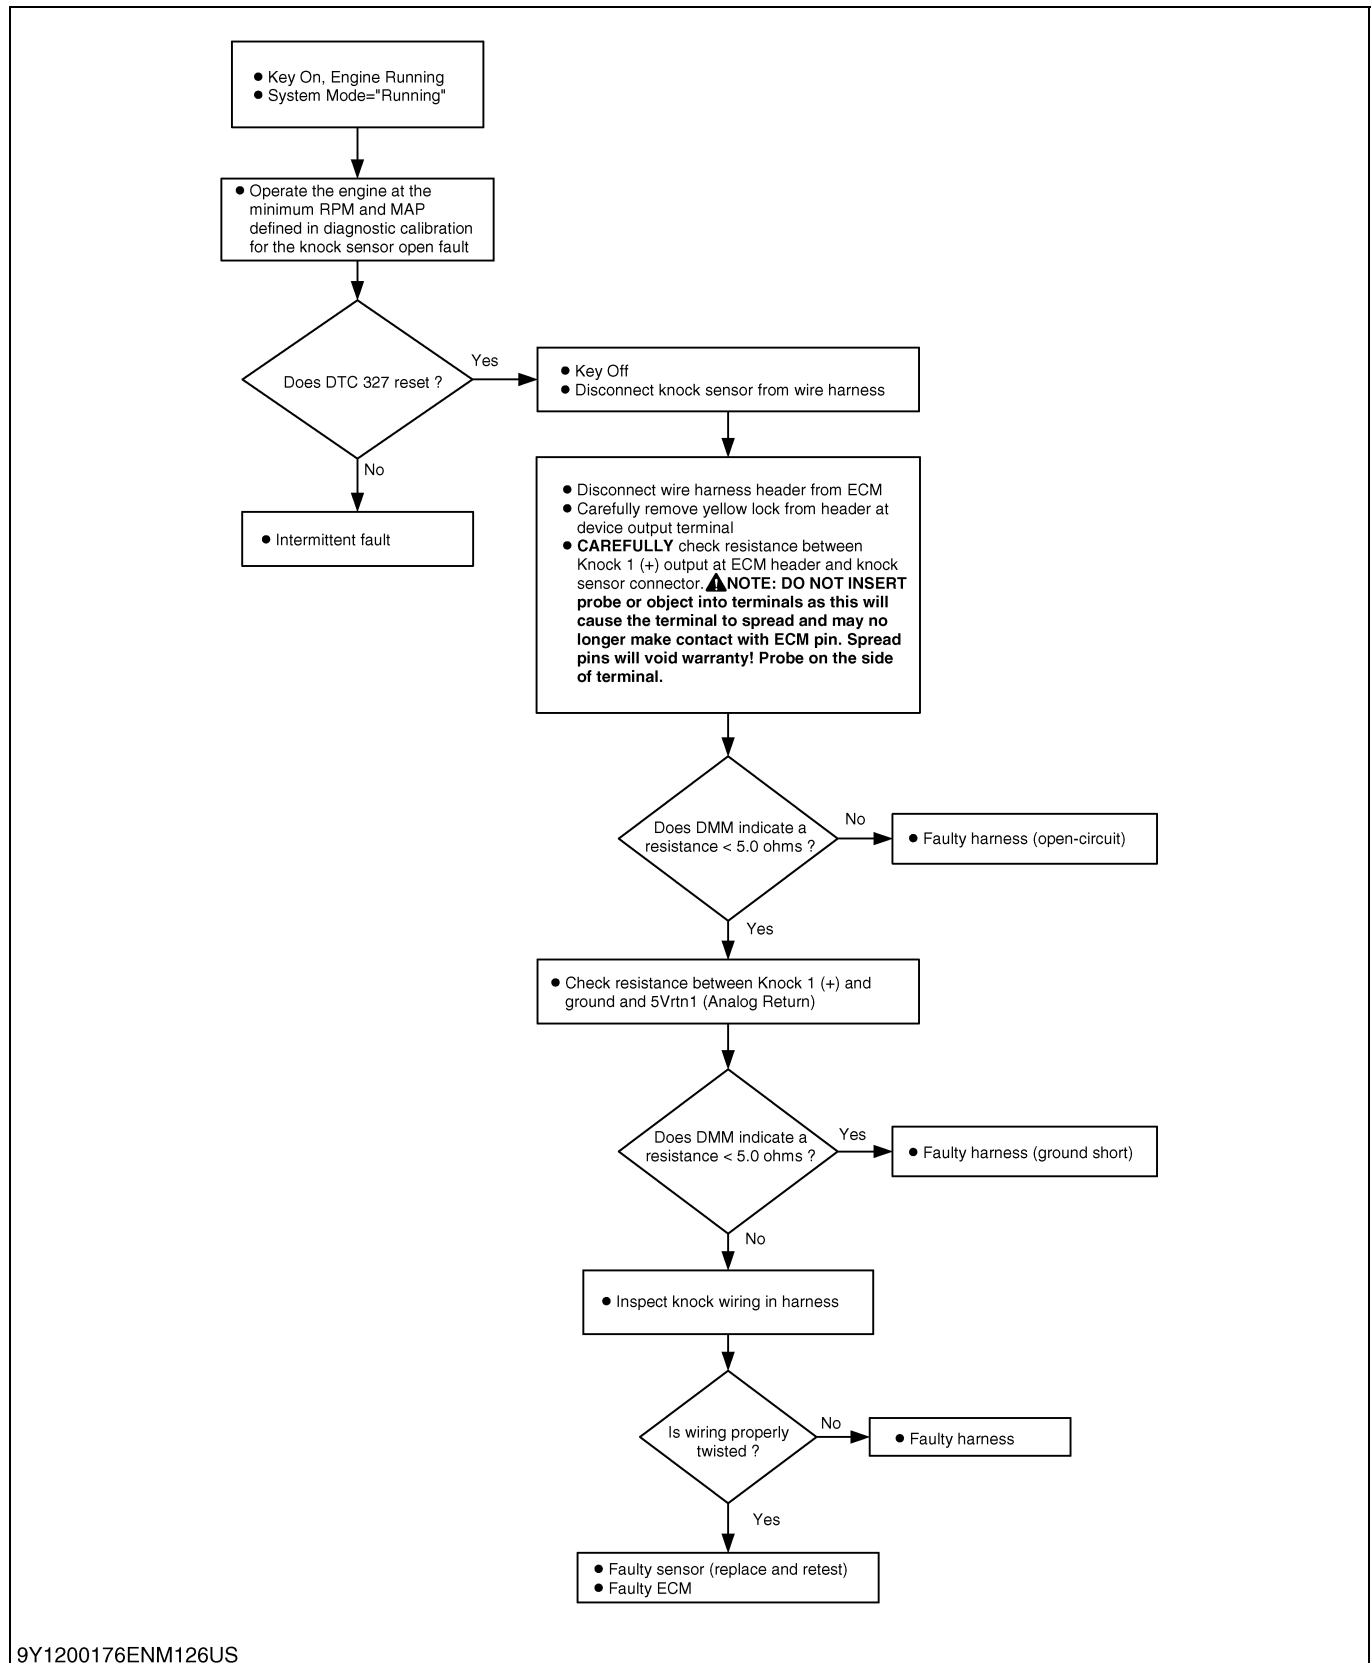 ● Key On, Engine Running
● System Mode="Running"
● Operate the engine at the
minimum RPM and MAP
defined in diagnostic calibration
for the knock sensor open fault
Does DTC 327 reset ?
Yes
No
● Intermittent fault
● Key Off
● Disconnect knock sensor from wire harness
● Disconnect wire harness header from ECM
● Carefully remove yellow lock from header at
device output terminal
● CAREFULLY check resistance between
Knock 1 (+) output at ECM header and knock
sensor connector. ⚠NOTE: DO NOT INSERT
probe or object into terminals as this will
cause the terminal to spread and may no
longer make contact with ECM pin. Spread
pins will void warranty! Probe on the side
of terminal.
Does DMM indicate a
resistance < 5.0 ohms ?
No
● Faulty harness (open-circuit)
Yes
● Check resistance between Knock 1 (+) and
ground and 5Vrtn1 (Analog Return)
Does DMM indicate a
resistance < 5.0 ohms ?
Yes
● Faulty harness (ground short)
No
● Inspect knock wiring in harness
Is wiring properly
twisted ?
No
● Faulty harness
Yes
● Faulty sensor (replace and retest)
● Faulty ECM
9Y1200176ENM126US